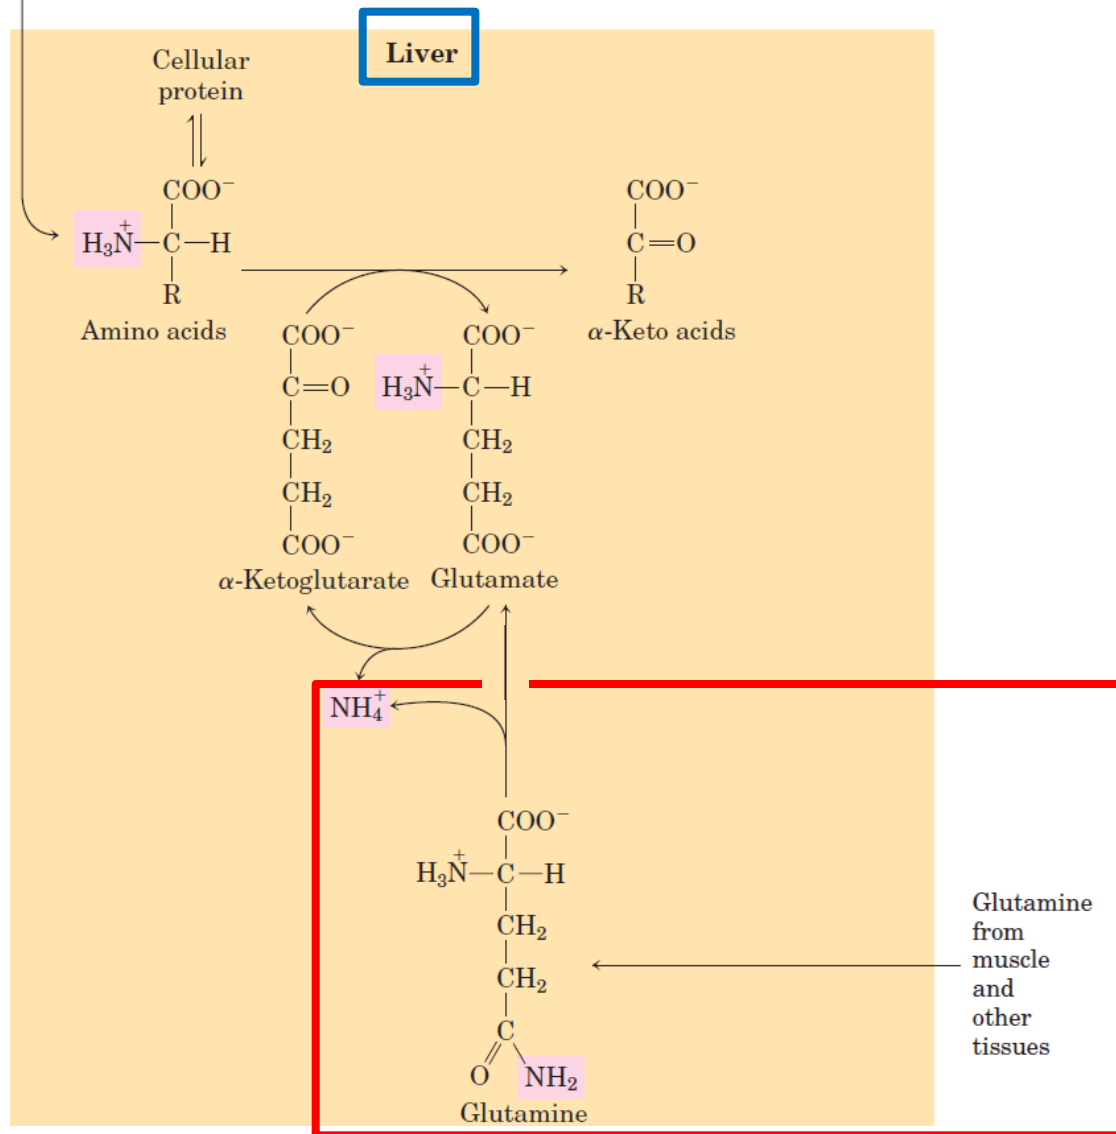 Liver
Cellular
protein
COO⁻
H₃N⁺—C—H
R
Amino acids
COO⁻
C=O
R
α-Keto acids
COO⁻
C=O
CH₂
CH₂
COO⁻
α-Ketoglutarate
COO⁻
H₃N⁺—C—H
CH₂
CH₂
COO⁻
Glutamate
NH₄⁺
COO⁻
H₃N⁺—C—H
CH₂
CH₂
C
O NH₂
Glutamine
Glutamine
from
muscle
and
other
tissues